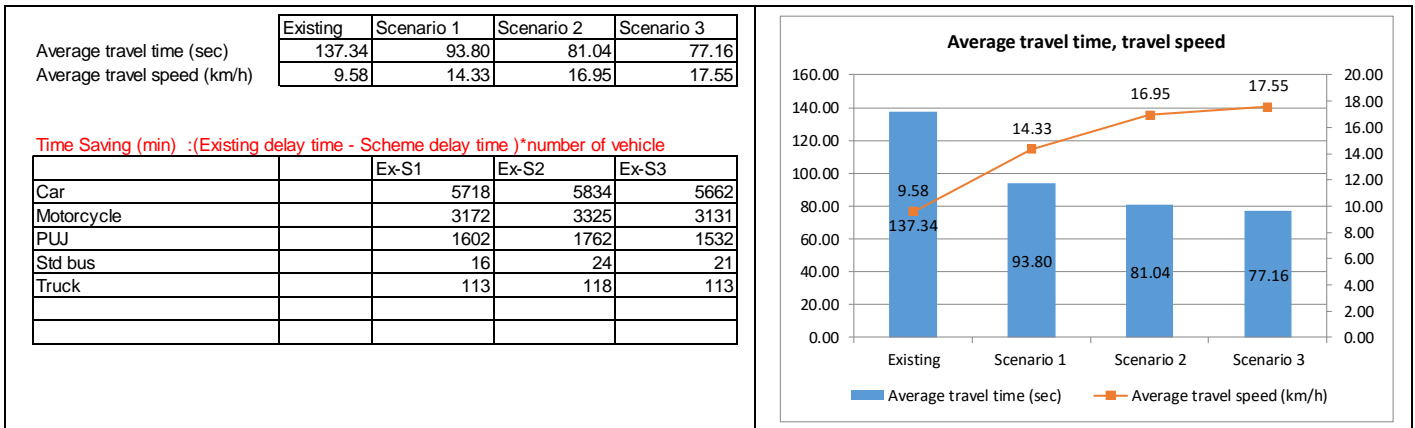 Existing Scenario 1 Scenario 2 Scenario 3
Average travel time (sec) 137.34 93.80 81.04 77.16
Average travel speed (km/h) 9.58 14.33 16.95 17.55
Time Saving (min) :(Existing delay time - Scheme delay time )*number of vehicle
Ex-S1 Ex-S2 Ex-S3
Car 5718 5834 5662
Motorcycle 3172 3325 3131
PUJ 1602 1762 1532
Std bus 16 24 21
Truck 113 118 113
Average travel time, travel speed
160.00
140.00
120.00
100.00
80.00
60.00
40.00
20.00
0.00
20.00
18.00
16.00
14.00
12.00
10.00
8.00
6.00
4.00
2.00
0.00
9.58
14.33
16.95
17.55
137.34
93.80
81.04
77.16
Existing Scenario 1 Scenario 2 Scenario 3
Average travel time (sec) Average travel speed (km/h)